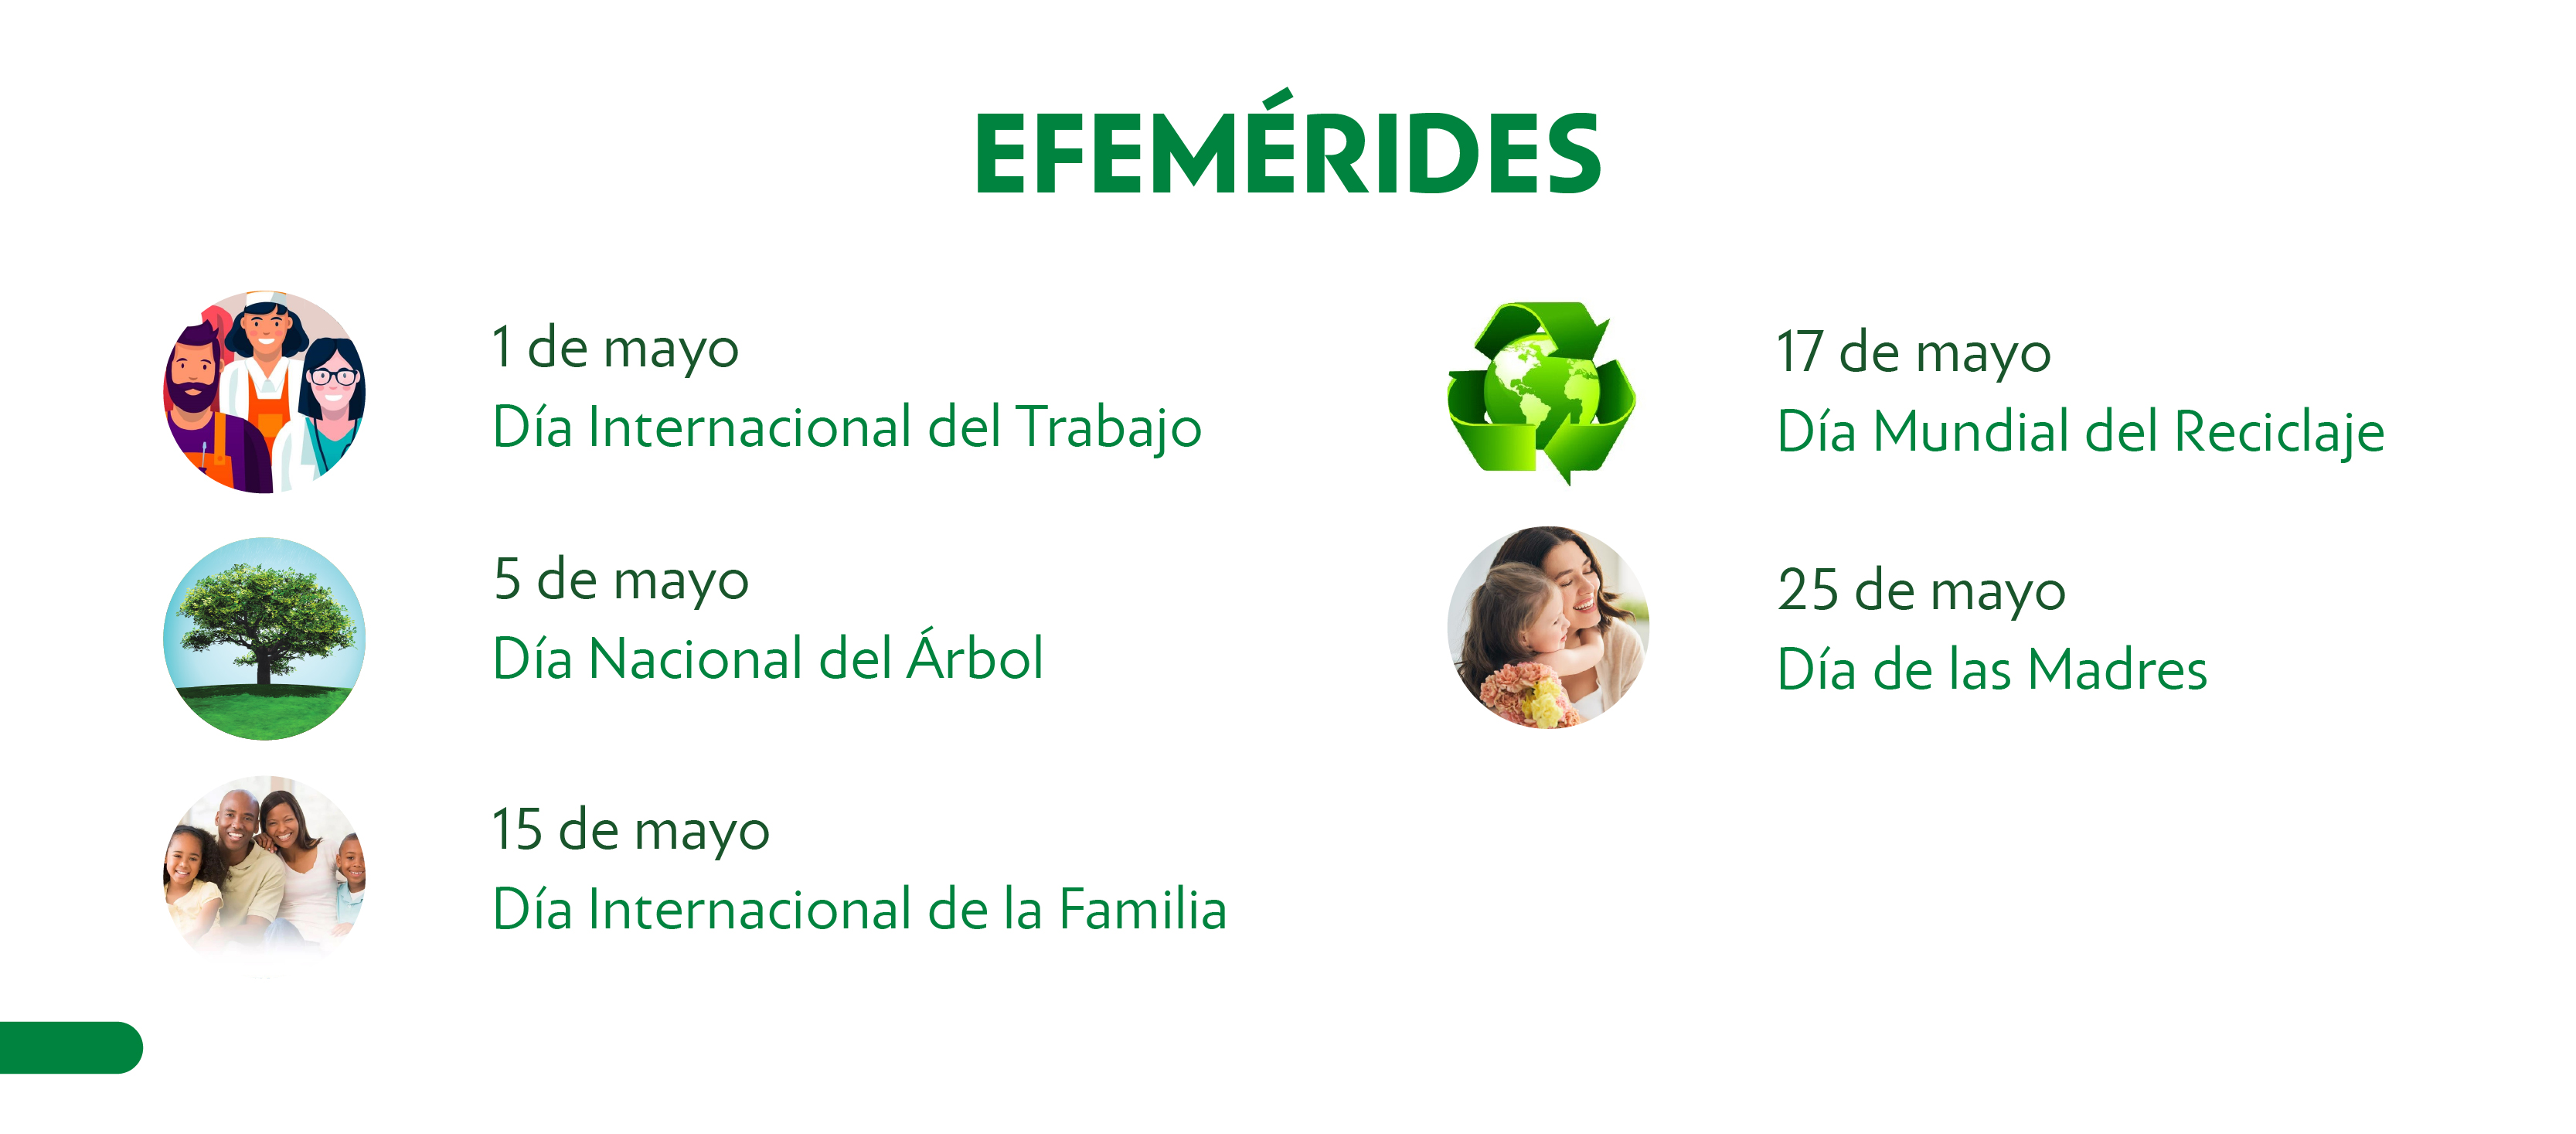 EFEMÉRIDES
1 de mayo
Día Internacional del Trabajo
5 de mayo
Día Nacional del Árbol
15 de mayo
Día Internacional de la Familia
17 de mayo
Día Mundial del Reciclaje
25 de mayo
Día de las Madres